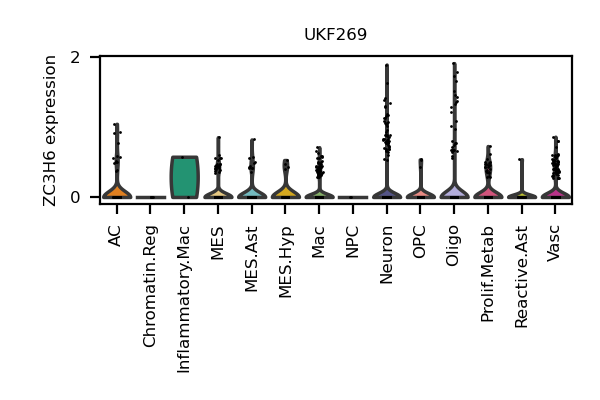 UKF269
ZC3H6 expression
2
0
AC
Chromatin.Reg
Inflammatory.Mac
MES
MES.Ast
MES.Hyp
Mac
NPC
Neuron
OPC
Oligo
Prolif.Metab
Reactive.Ast
Vasc